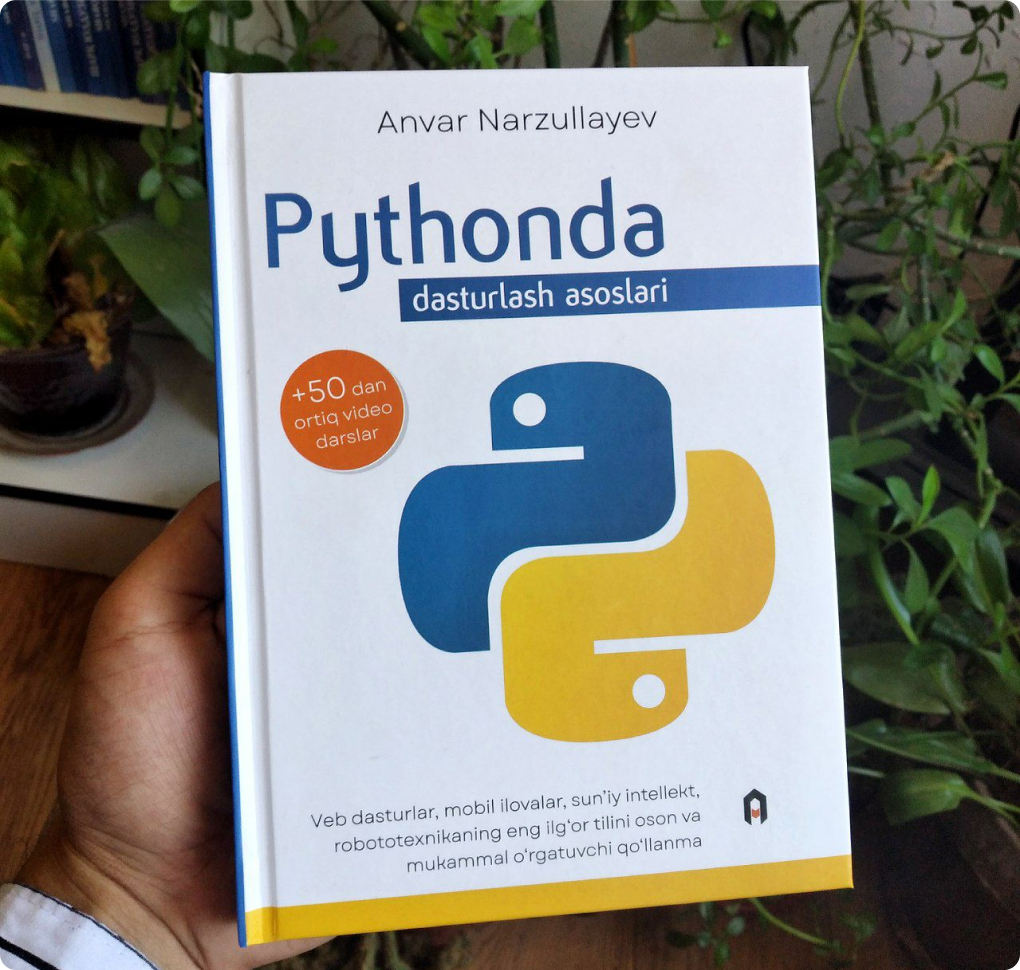 Anvar Narzullayev
Pythonda
dasturlash asoslari
+50 dan
ortiq video
darslar
Veb dasturlar, mobil ilovalar, sun’iy intellekt,
robototexnikaning eng ilg‘or tilini oson va
mukammal o‘rgatuvchi qo‘llanma